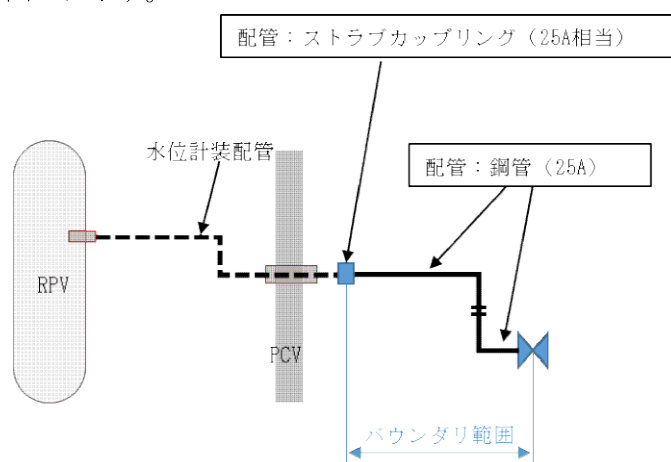 配管：ストラブカップリング（25A相当）
水位計装配管
配管：鋼管（25A）
RPV
PCV
バウンダリ範囲